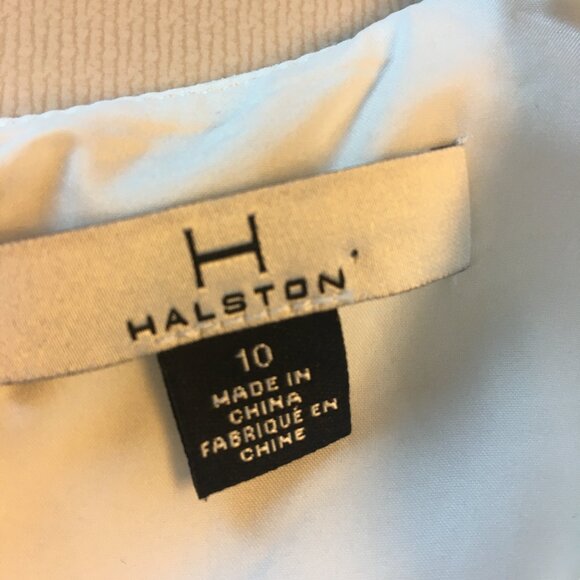 H
HALSTON
10
MADE IN
CHINA
FABRIQUÉ EN
CHINE